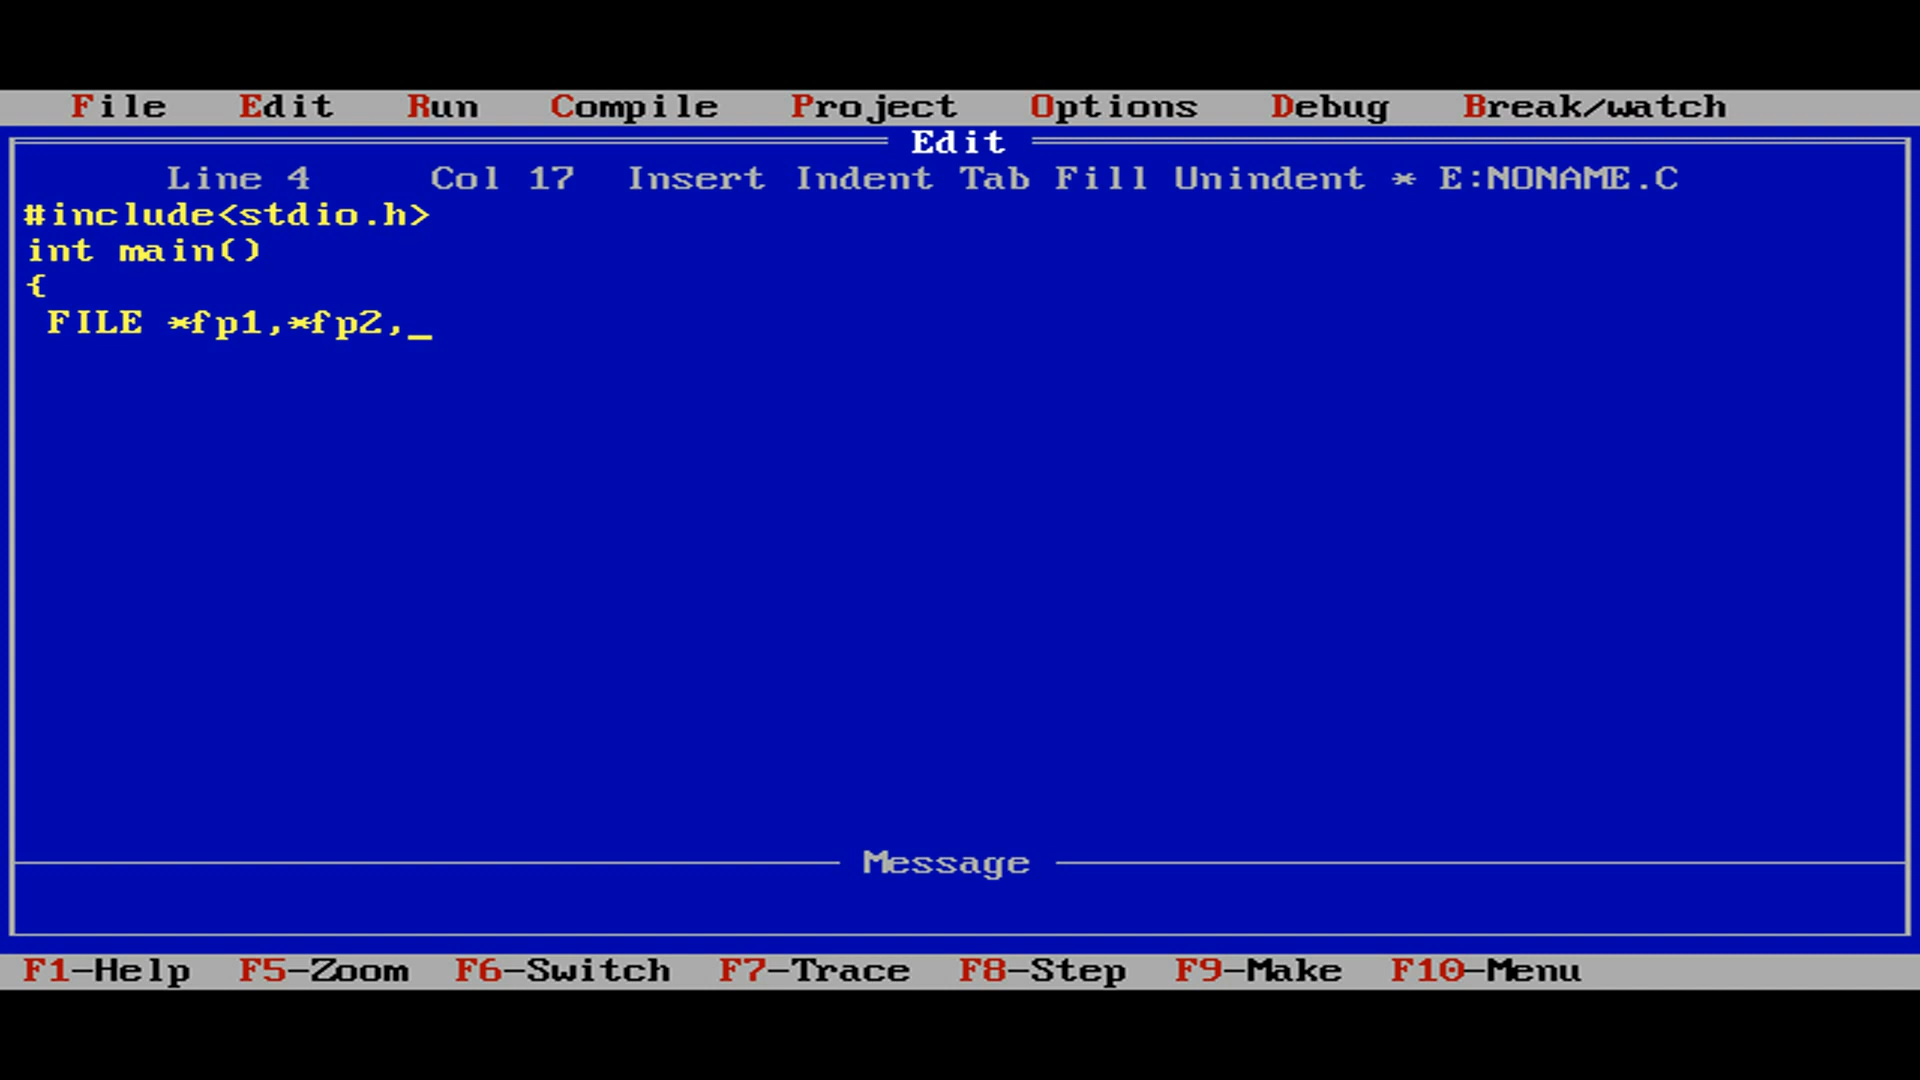 File Edit Run Compile Project Options Debug Break/watch
Edit
Line 4 Col 17 Insert Indent Tab Fill Unindent * E:NONAME.C
#include<stdio.h>
int main()
{
FILE *fp1,*fp2,_
Message
F1-Help F5-Zoom F6-Switch F7-Trace F8-Step F9-Make F10-Menu